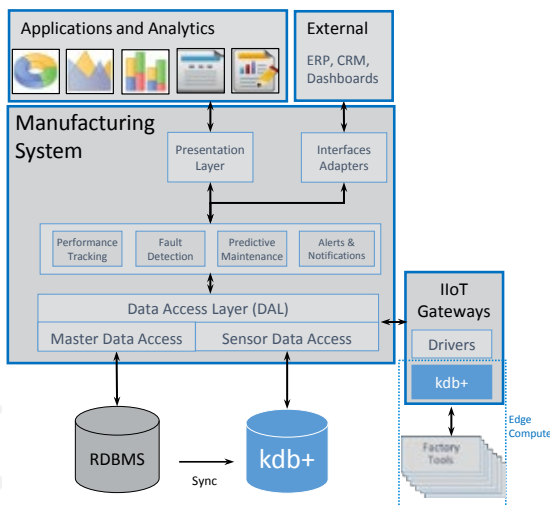 Applications and Analytics
External
ERP, CRM,
Dashboards
Manufacturing
System
Presentation
Layer
Interfaces
Adapters
Performance
Tracking
Fault
Detection
Predictive
Maintenance
Alerts &
Notifications
Data Access Layer (DAL)
Master Data Access
Sensor Data Access
IIoT
Gateways
Drivers
kdb+
Edge
Compute
Factory
Tools
RDBMS
Sync
kdb+